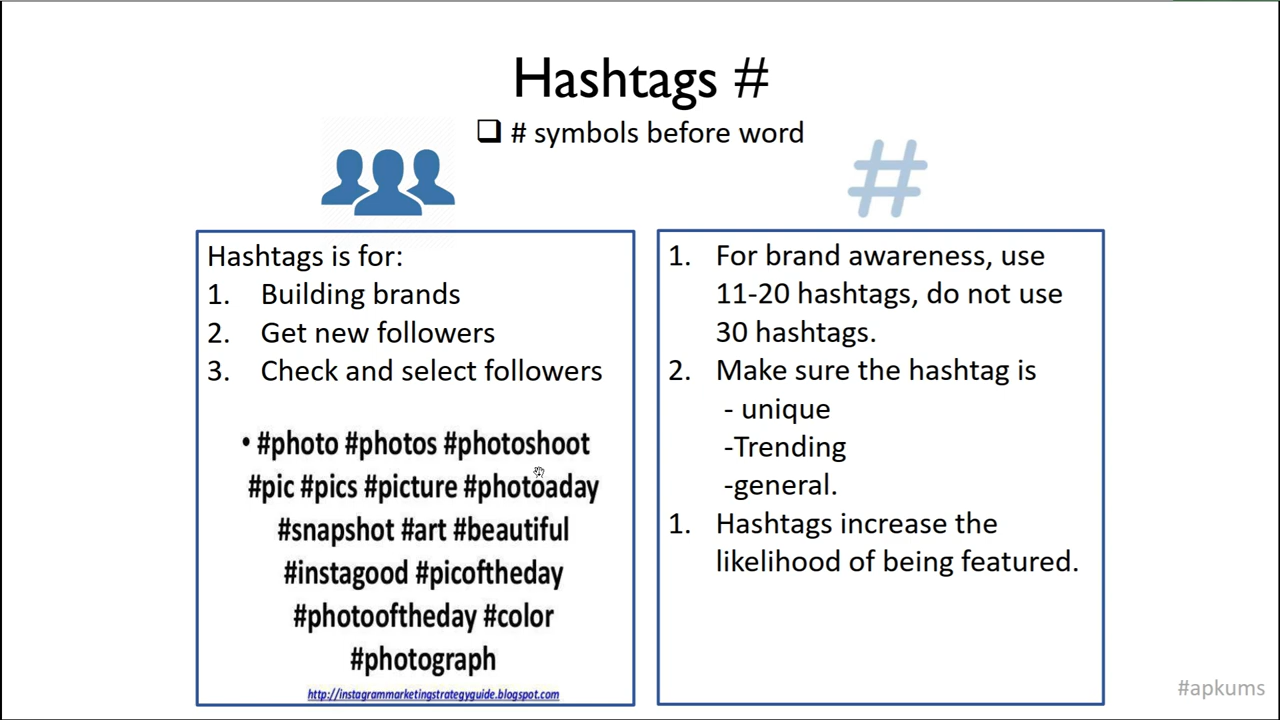 Hashtags #
❑ # symbols before word
Hashtags is for:
1. Building brands
2. Get new followers
3. Check and select followers
• #photo #photos #photoshoot
#pic #pics #picture #photoaday
#snapshot #art #beautiful
#instagood #picoftheday
#photooftheday #color
#photograph
http://instagrammarketingstrategyguide.blogspot.com
#
1. For brand awareness, use
11-20 hashtags, do not use
30 hashtags.
2. Make sure the hashtag is
- unique
-Trending
-general.
1. Hashtags increase the
likelihood of being featured.
#apkums